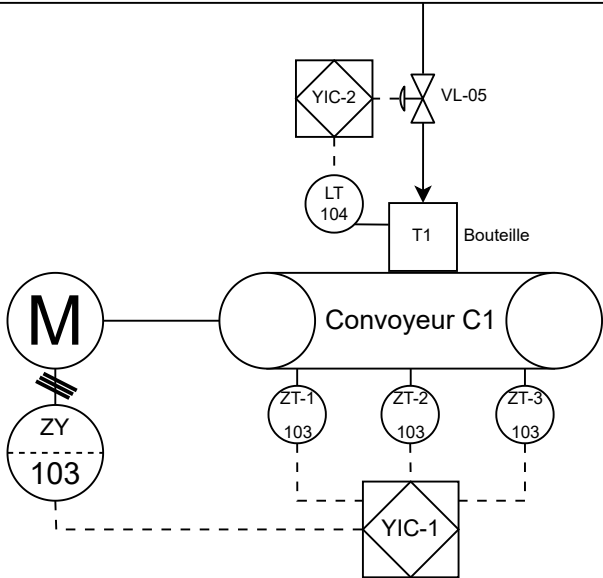 YIC-2
VL-05
LT
104
T1
Bouteille
M
Convoyeur C1
ZT-1
103
ZT-2
103
ZT-3
103
ZY
103
YIC-1